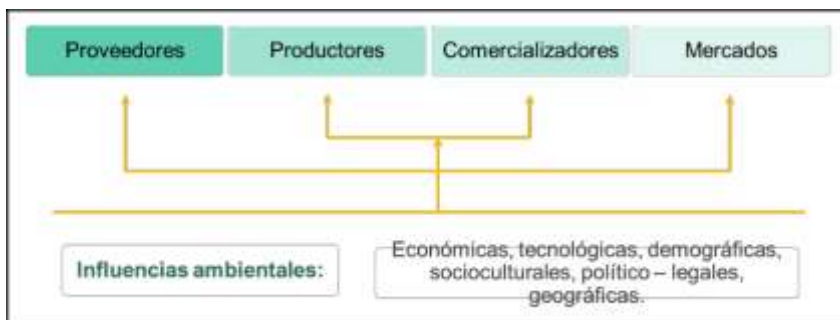 Proveedores
Productores
Comercializadores
Mercados
Influencias ambientales:
Económicas, tecnológicas, demográficas,
socioculturales, político – legales,
geográficas.